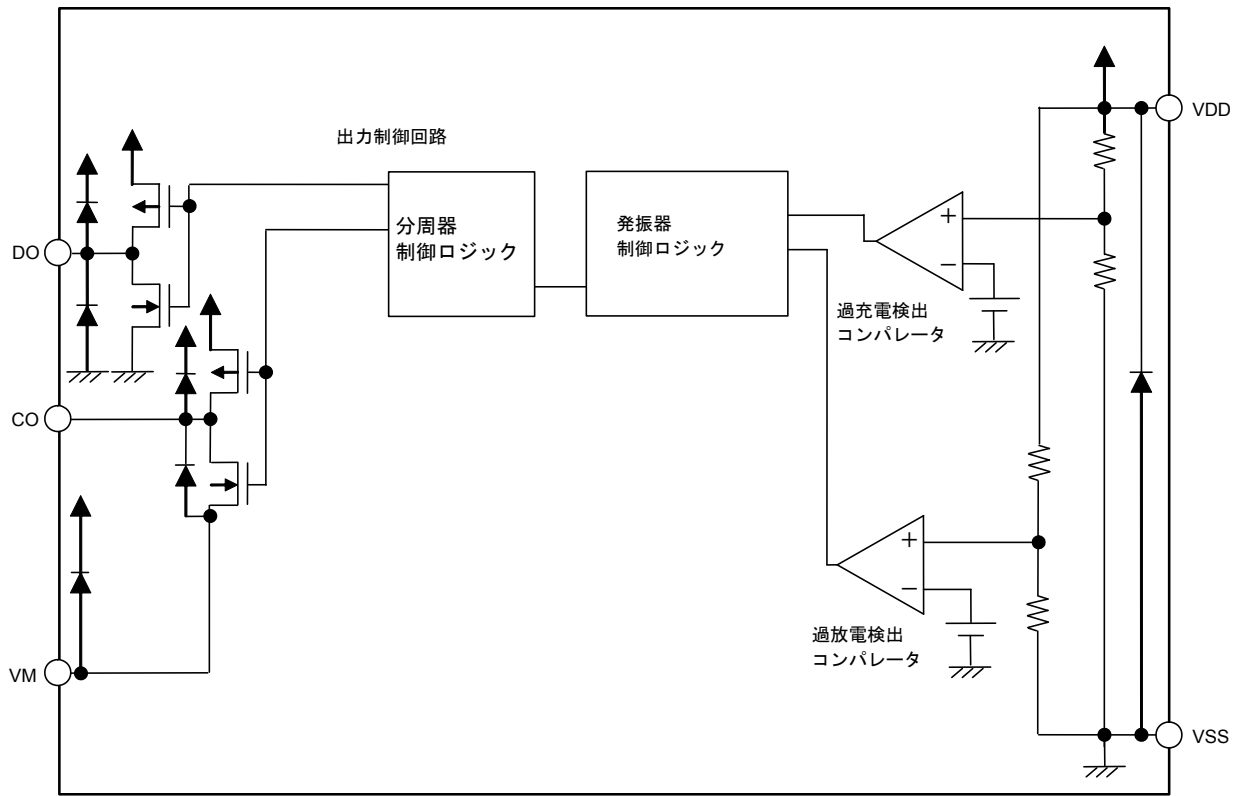 VDD
出力制御回路
分周器
制御ロジック
発振器
制御ロジック
+
−
DO
過充電検出
コンパレータ
CO
+
−
過放電検出
コンパレータ
VM
VSS